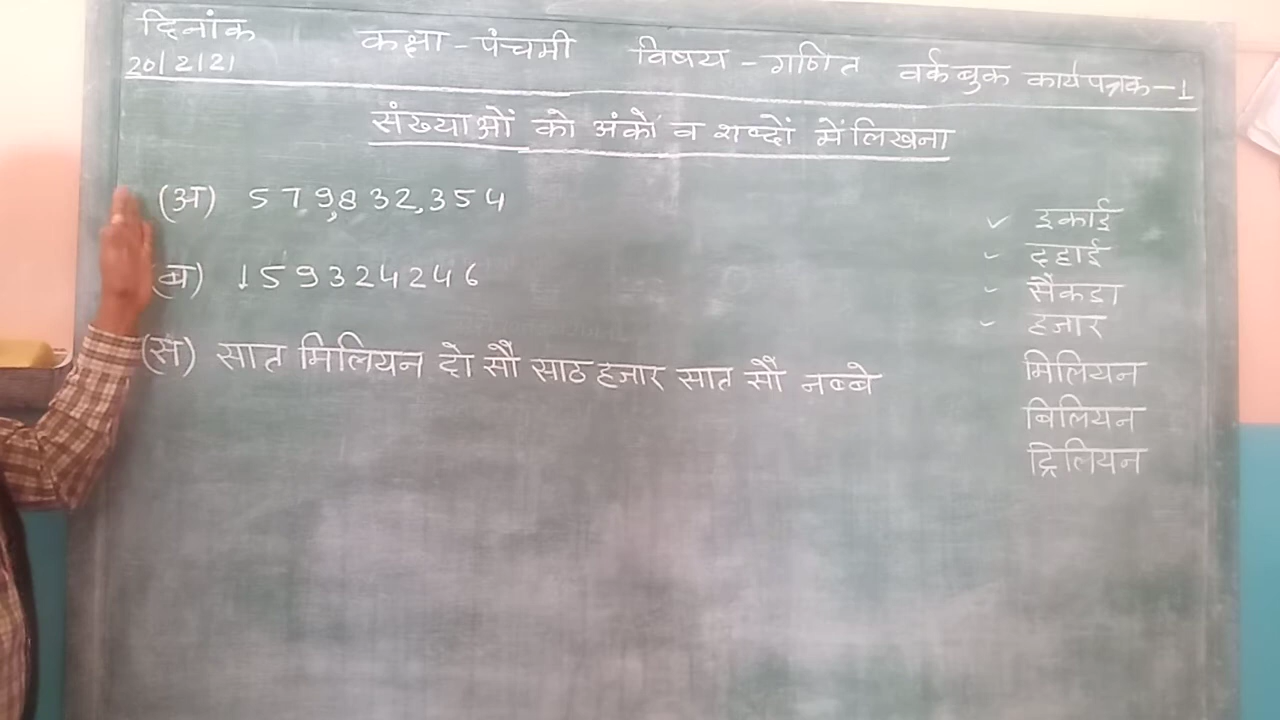 दिनांक कक्षा - पंचमी विषय - गणित वर्कबुक कार्यपत्रक - 1
20/2/21
संख्याओं को अंकों व शब्दों में लिखना
(अ) 579,832,354
(ब) 159324246
(स) सात मिलियन दो सौ साठ हजार सात सौ नब्बे
✓ इकाई
✓ दहाई
✓ सैंकडा
✓ हजार
मिलियन
बिलियन
ट्रिलियन